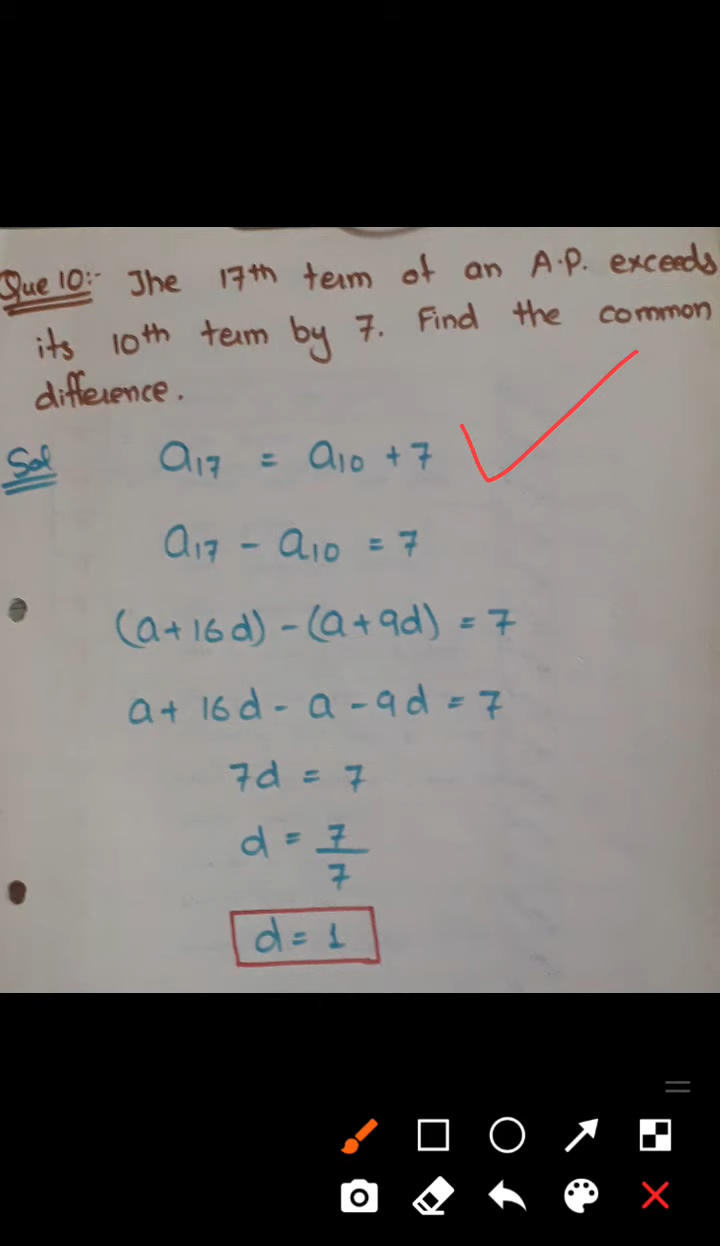 Que 10:- The 17th term of an A.P. exceeds
its 10th term by 7. Find the common
difference.
Sol
a17 = a10 + 7
a17 - a10 = 7
(a + 16d) - (a + 9d) = 7
a + 16d - a - 9d = 7
7d = 7
d = 7/7
d = 1